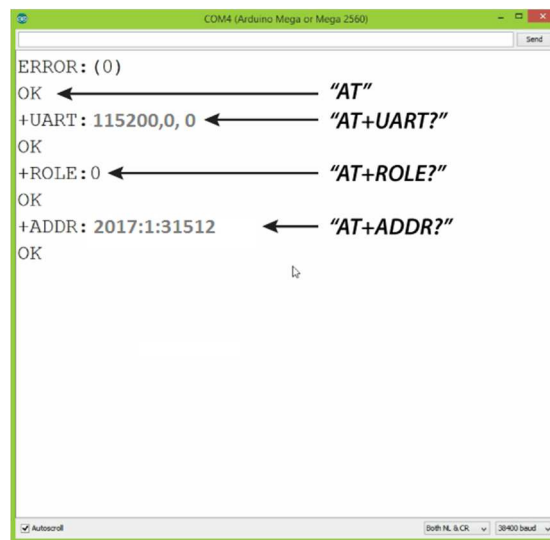 COM4 (Arduino Mega or Mega 2560)
Send
ERROR:(0)
OK “AT”
+UART: 115200,0, 0 “AT+UART?”
OK
+ROLE:0 “AT+ROLE?”
OK
+ADDR: 2017:1:31512 “AT+ADDR?”
OK
Autoscroll Both NL & CR 38400 baud